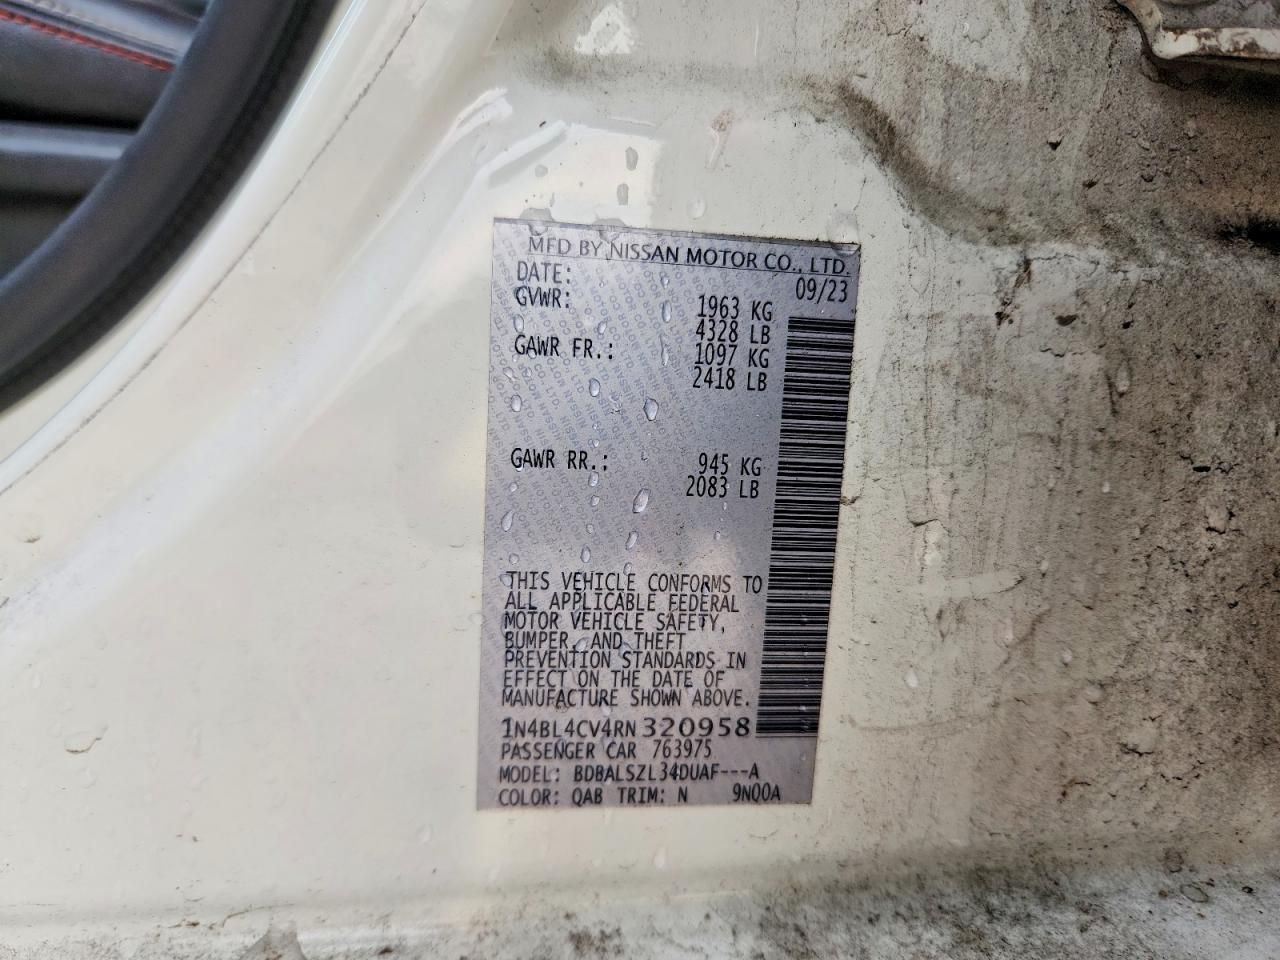 MFD BY NISSAN MOTOR CO., LTD.
DATE: 09/23
GVWR: 1963 KG
4328 LB
GAWR FR.: 1097 KG
2418 LB
GAWR RR.: 945 KG
2083 LB
THIS VEHICLE CONFORMS TO
ALL APPLICABLE FEDERAL
MOTOR VEHICLE SAFETY,
BUMPER, AND THEFT
PREVENTION STANDARDS IN
EFFECT ON THE DATE OF
MANUFACTURE SHOWN ABOVE.
1N4BL4CV4RN320958
PASSENGER CAR 763975
MODEL: BDBALSZL34DUAF---A
COLOR: QAB TRIM: N 9NQ0A